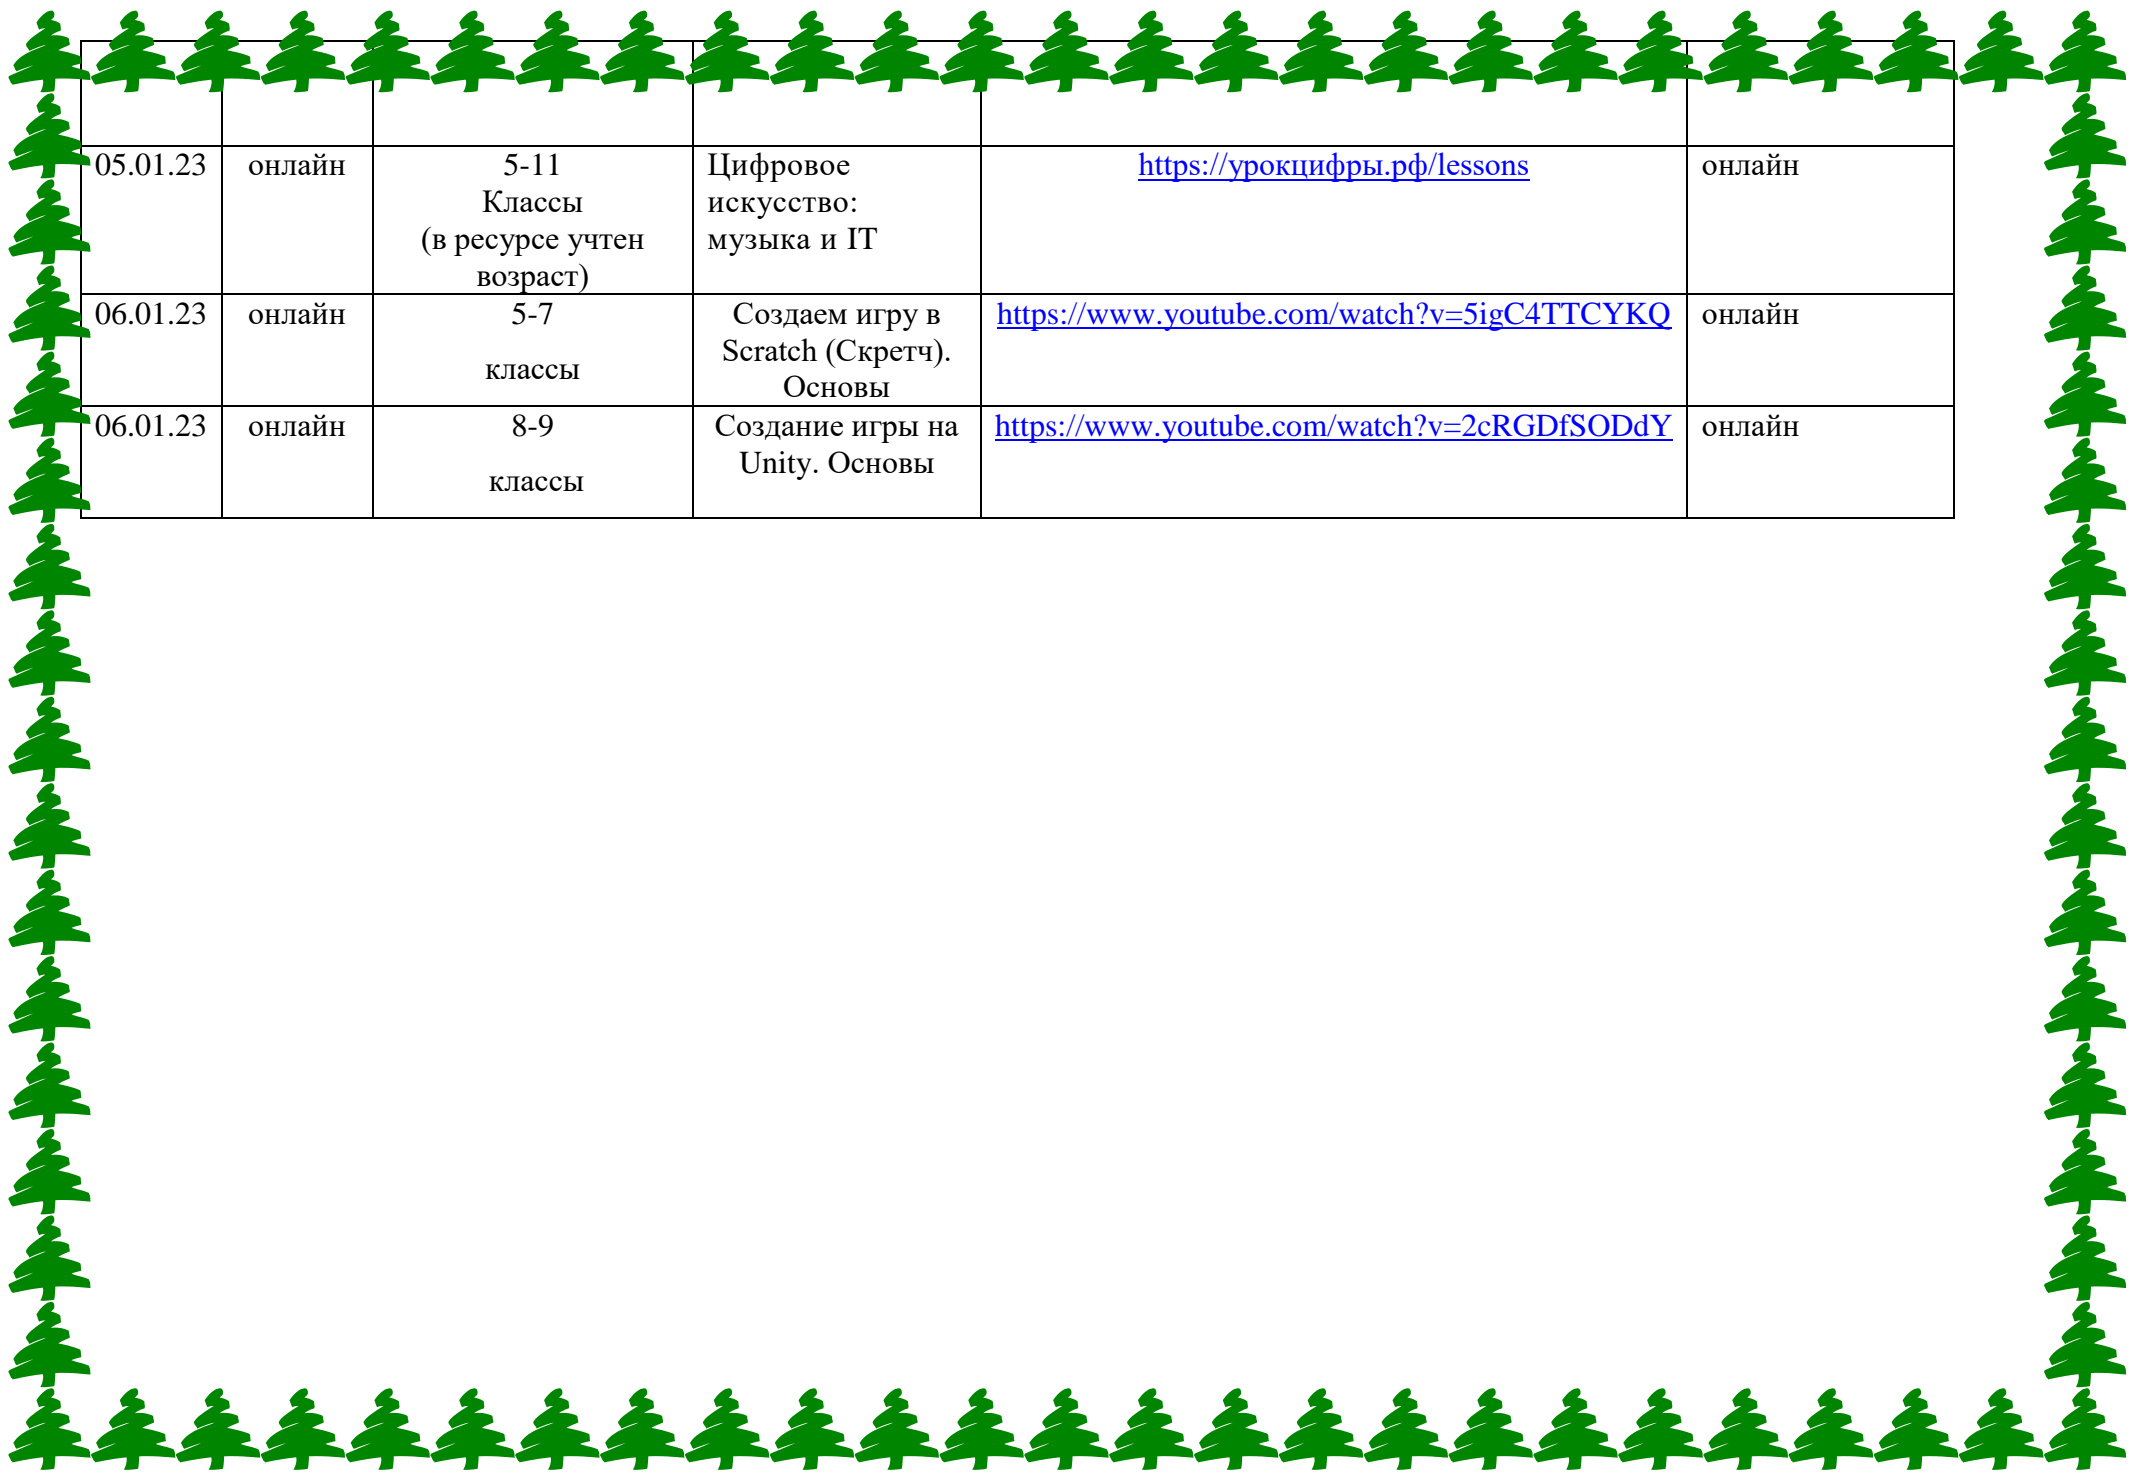 05.01.23 онлайн 5-11 Цифровое https://урокцифры.рф/lessons онлайн
Классы искусство:
(в ресурсе учтен музыка и IT
возраст)
06.01.23 онлайн 5-7 Создаем игру в https://www.youtube.com/watch?v=5igC4TTCYKQ онлайн
Scratch (Скретч).
классы
Основы
06.01.23 онлайн 8-9 Создание игры на https://www.youtube.com/watch?v=2cRGDfSODdY онлайн
Unity. Основы
классы